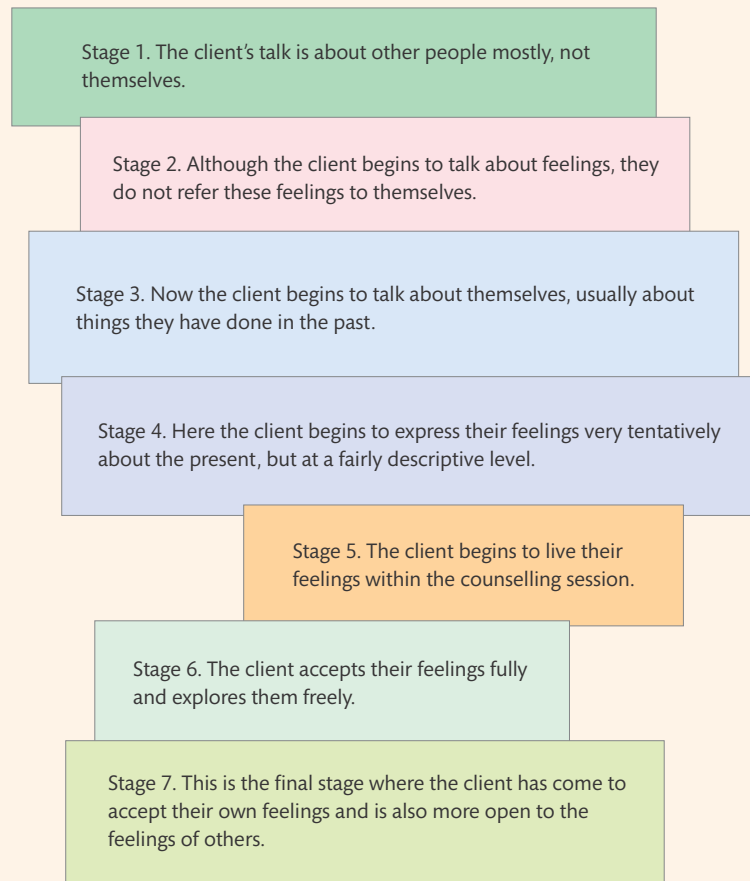 Stage 1. The client’s talk is about other people mostly, not
themselves.
Stage 2. Although the client begins to talk about feelings, they
do not refer these feelings to themselves.
Stage 3. Now the client begins to talk about themselves, usually about
things they have done in the past.
Stage 4. Here the client begins to express their feelings very tentatively
about the present, but at a fairly descriptive level.
Stage 5. The client begins to live their
feelings within the counselling session.
Stage 6. The client accepts their feelings fully
and explores them freely.
Stage 7. This is the final stage where the client has come to
accept their own feelings and is also more open to the
feelings of others.